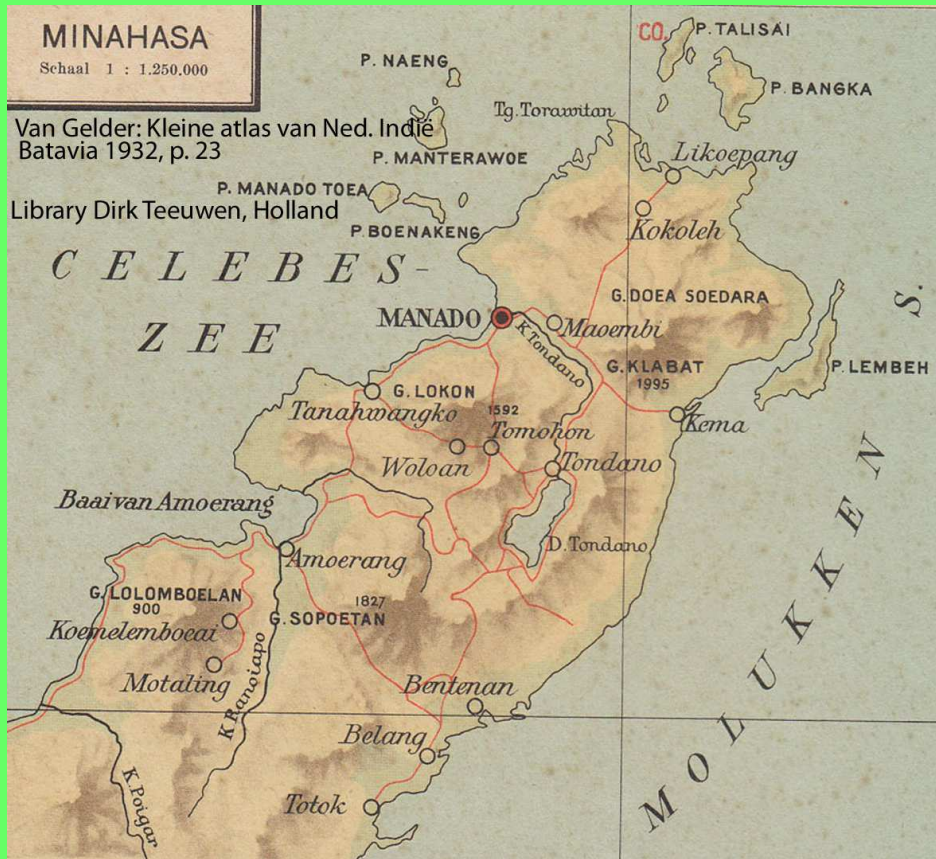 MINAHASA
Schaal 1 : 1.250.000
Van Gelder: Kleine atlas van Ned. Indië
Batavia 1932, p. 23
Library Dirk Teeuwen, Holland
CO.
P. TALISAI
P. NAENG
P. BANGKA
Tg. Torawitan
P. MANTERAWOE
Likoepang
P. MANADO TOEA
P. BOENAKENG
Kokoleh
CELEBES-
ZEE
G. DOEA SOEDARA
MANADO
Maoembi
K. Tondano
G. KLABAT
1995
P. LEMBEH
G. LOKON
1592
Tanahwangko
Kema
Tomohon
Woloan
Tondano
Baai van Amoerang
D. Tondano
Amoerang
G. LOLOMBOELAN
900
1827
G. SOPOETAN
Koemelemboeai
Motaling
K. Ranoiapo
Bentenan
Belang
K. Poigar
Totok
MOLUKKEN
S.